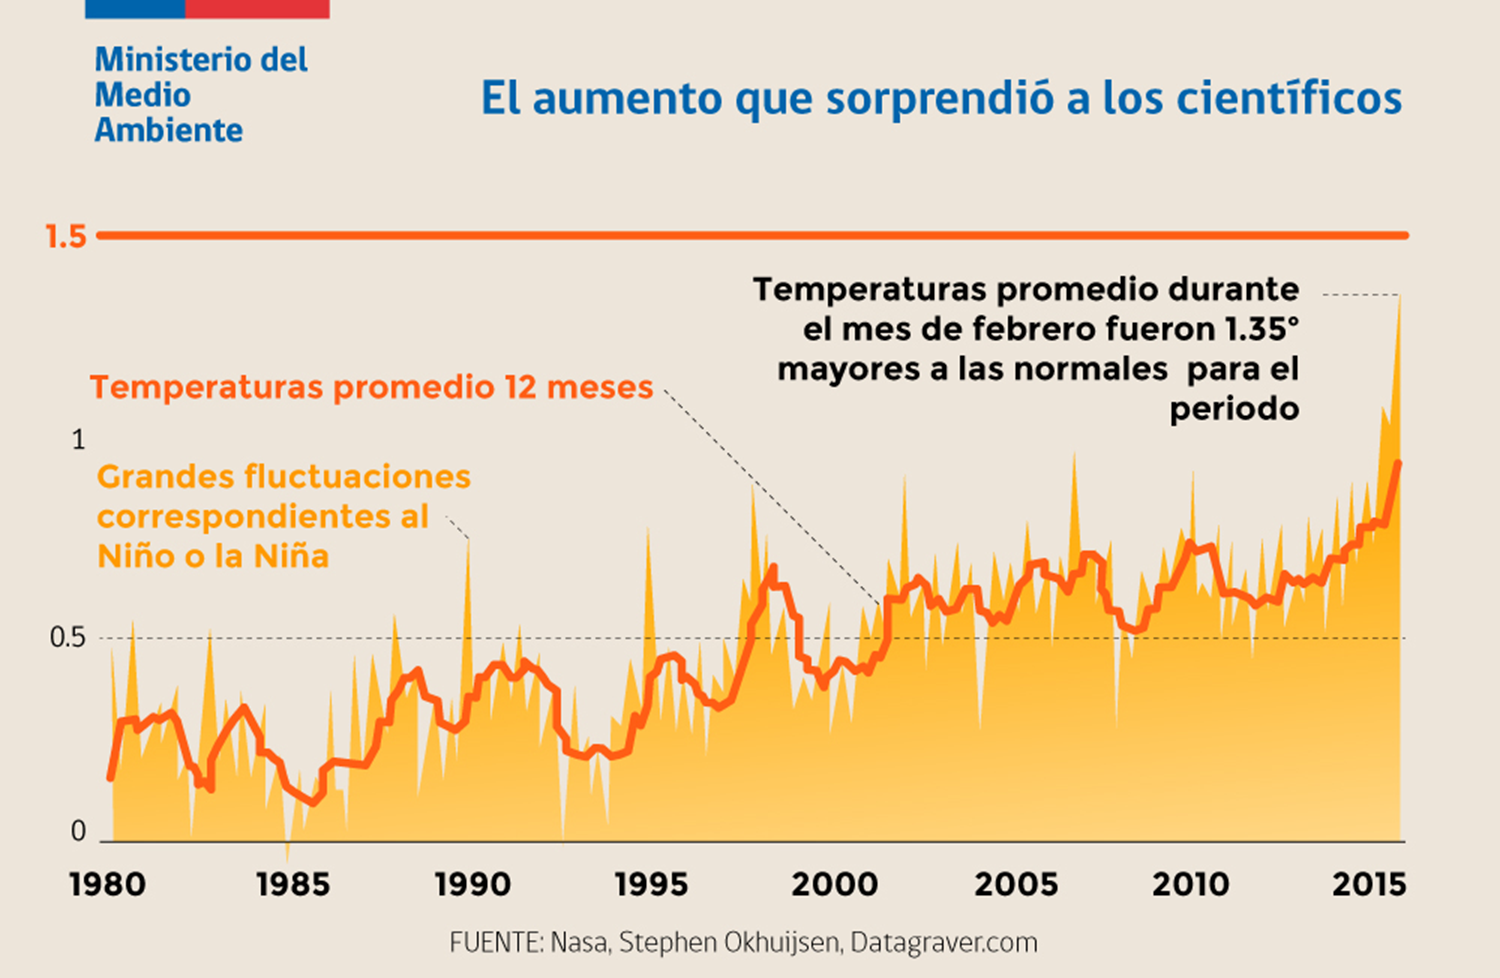 Ministerio del
Medio
Ambiente
El aumento que sorprendió a los científicos
1.5
Temperaturas promedio durante
el mes de febrero fueron 1.35°
mayores a las normales para el
periodo
Temperaturas promedio 12 meses
1
Grandes fluctuaciones
correspondientes al
Niño o la Niña
0.5
0
1980 1985 1990 1995 2000 2005 2010 2015
FUENTE: Nasa, Stephen Okhuijsen, Datagraver.com